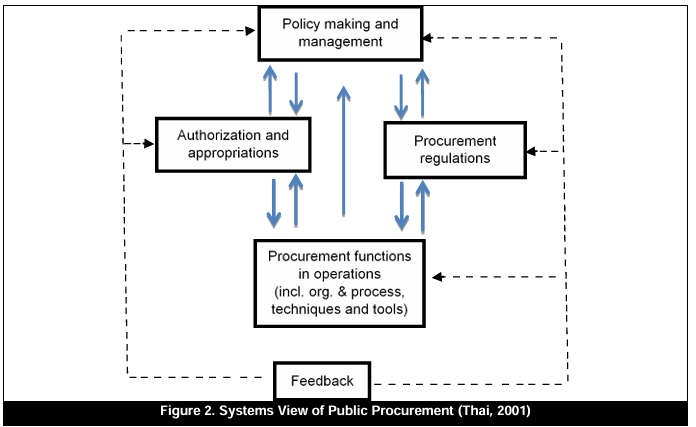 Policy making and
management
Authorization and
appropriations
Procurement
regulations
Procurement functions
in operations
(incl. org. & process,
techniques and tools)
Feedback
Figure 2. Systems View of Public Procurement (Thai, 2001)